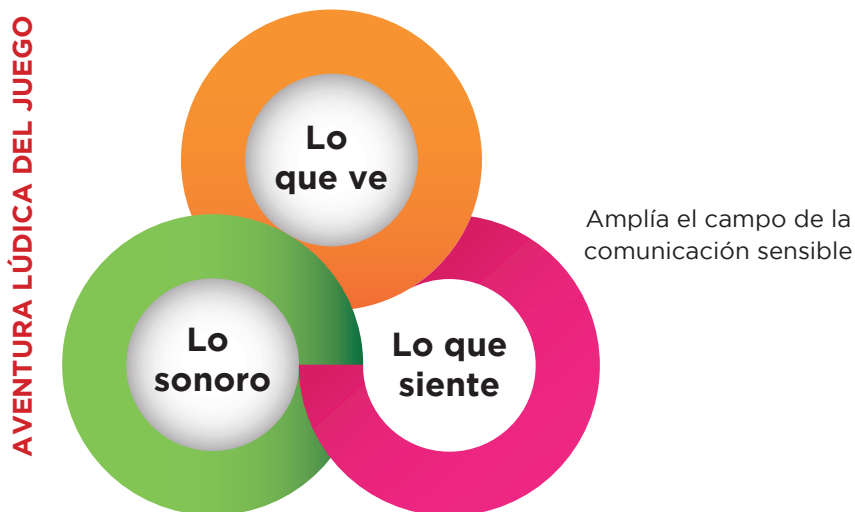 AVENTURA LÚDICA DEL JUEGO
Lo
que ve
Amplía el campo de la
comunicación sensible
Lo
sonoro
Lo que
siente